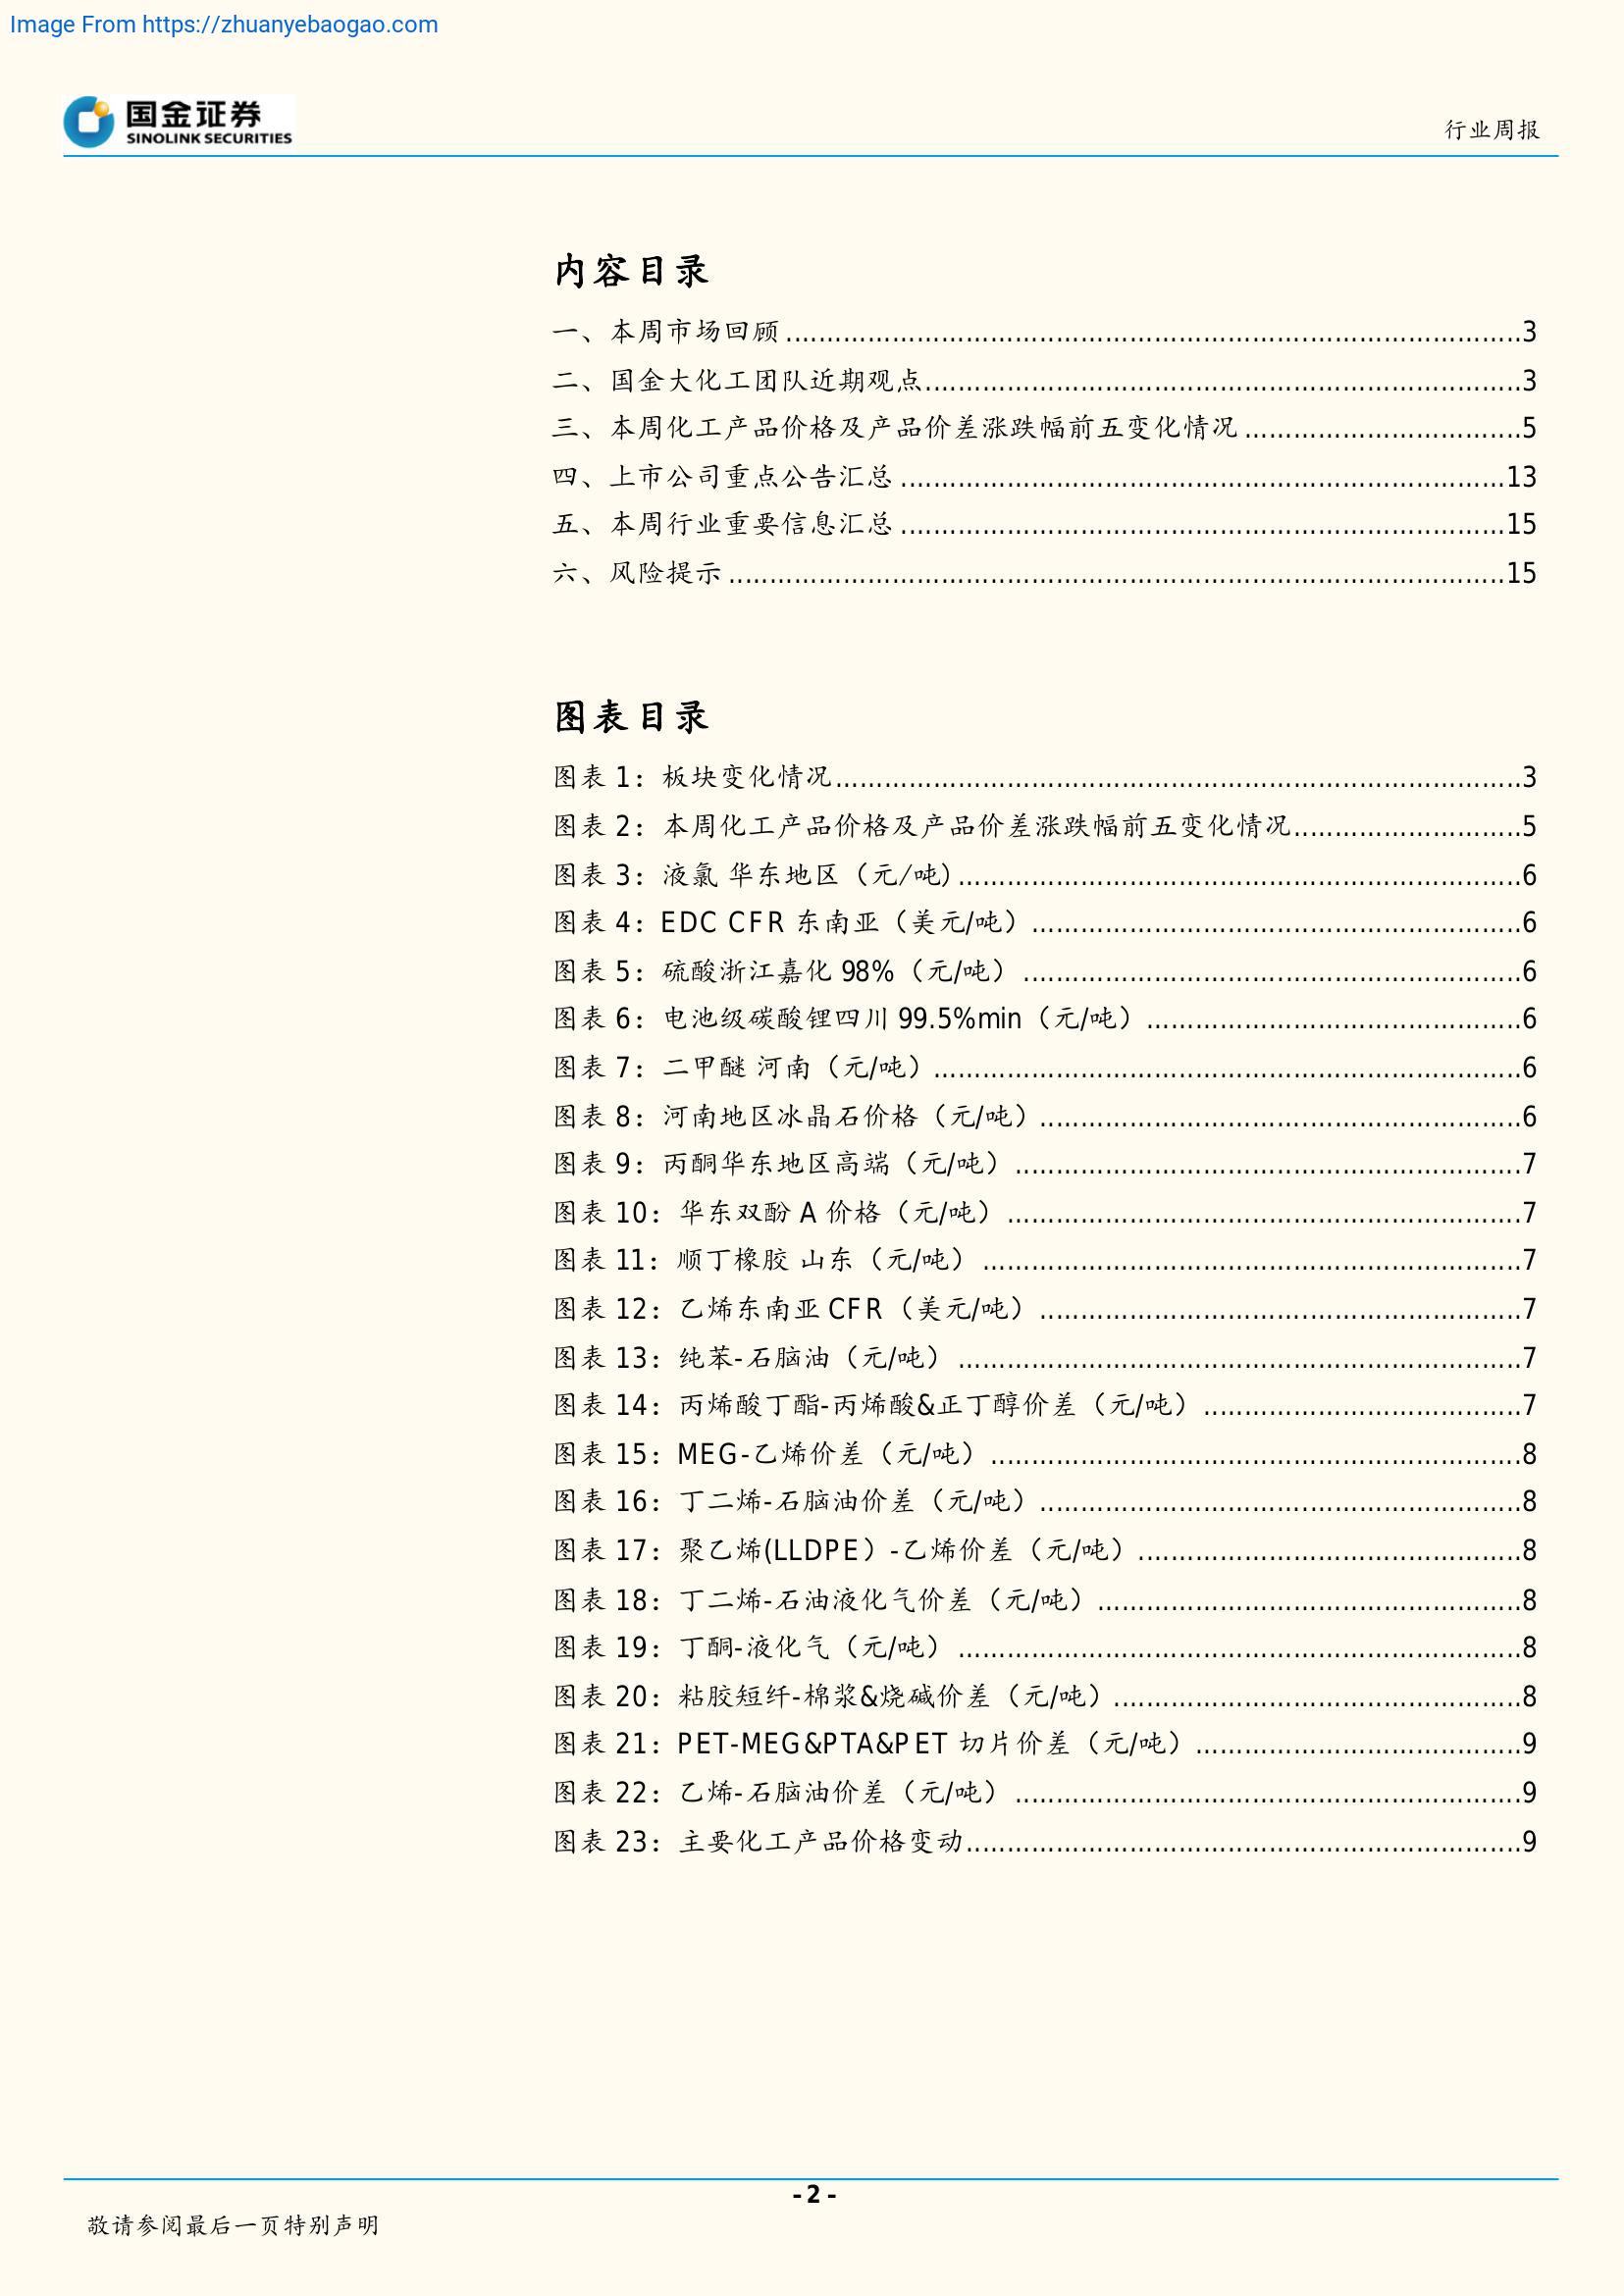 Image From https://zhuanyebaogao.com
国金证券
SINOLINK SECURITIES
行业周报
内容目录
一、本周市场回顾............................................................3
二、国金大化工团队近期观点............................................................3
三、本周化工产品价格及产品价差涨跌幅前五变化情况..............................5
四、上市公司重点公告汇总............................................................13
五、本周行业重要信息汇总............................................................15
六、风险提示............................................................15
图表目录
图表 1：板块变化情况............................................................3
图表 2：本周化工产品价格及产品价差涨跌幅前五变化情况..............................5
图表 3：液氯 华东地区（元/吨)............................................................6
图表 4：EDC CFR 东南亚（美元/吨）..................................................6
图表 5：硫酸浙江嘉化 98%（元/吨）..................................................6
图表 6：电池级碳酸锂四川 99.5%min（元/吨）........................................6
图表 7：二甲醚 河南（元/吨）............................................................6
图表 8：河南地区冰晶石价格（元/吨）..................................................6
图表 9：丙酮华东地区高端（元/吨）..................................................7
图表 10：华东双酚 A 价格（元/吨）..................................................7
图表 11：顺丁橡胶 山东（元/吨）..................................................7
图表 12：乙烯东南亚 CFR（美元/吨）..................................................7
图表 13：纯苯-石脑油（元/吨）..................................................7
图表 14：丙烯酸丁酯-丙烯酸&正丁醇价差（元/吨）........................................7
图表 15：MEG-乙烯价差（元/吨）..................................................8
图表 16：丁二烯-石脑油价差（元/吨）..................................................8
图表 17：聚乙烯(LLDPE）-乙烯价差（元/吨）........................................8
图表 18：丁二烯-石油液化气价差（元/吨）........................................8
图表 19：丁酮-液化气（元/吨）..................................................8
图表 20：粘胶短纤-棉浆&烧碱价差（元/吨）........................................8
图表 21：PET-MEG&PTA&PET 切片价差（元/吨）........................................9
图表 22：乙烯-石脑油价差（元/吨）..................................................9
图表 23：主要化工产品价格变动..................................................9
- 2 -
敬请参阅最后一页特别声明